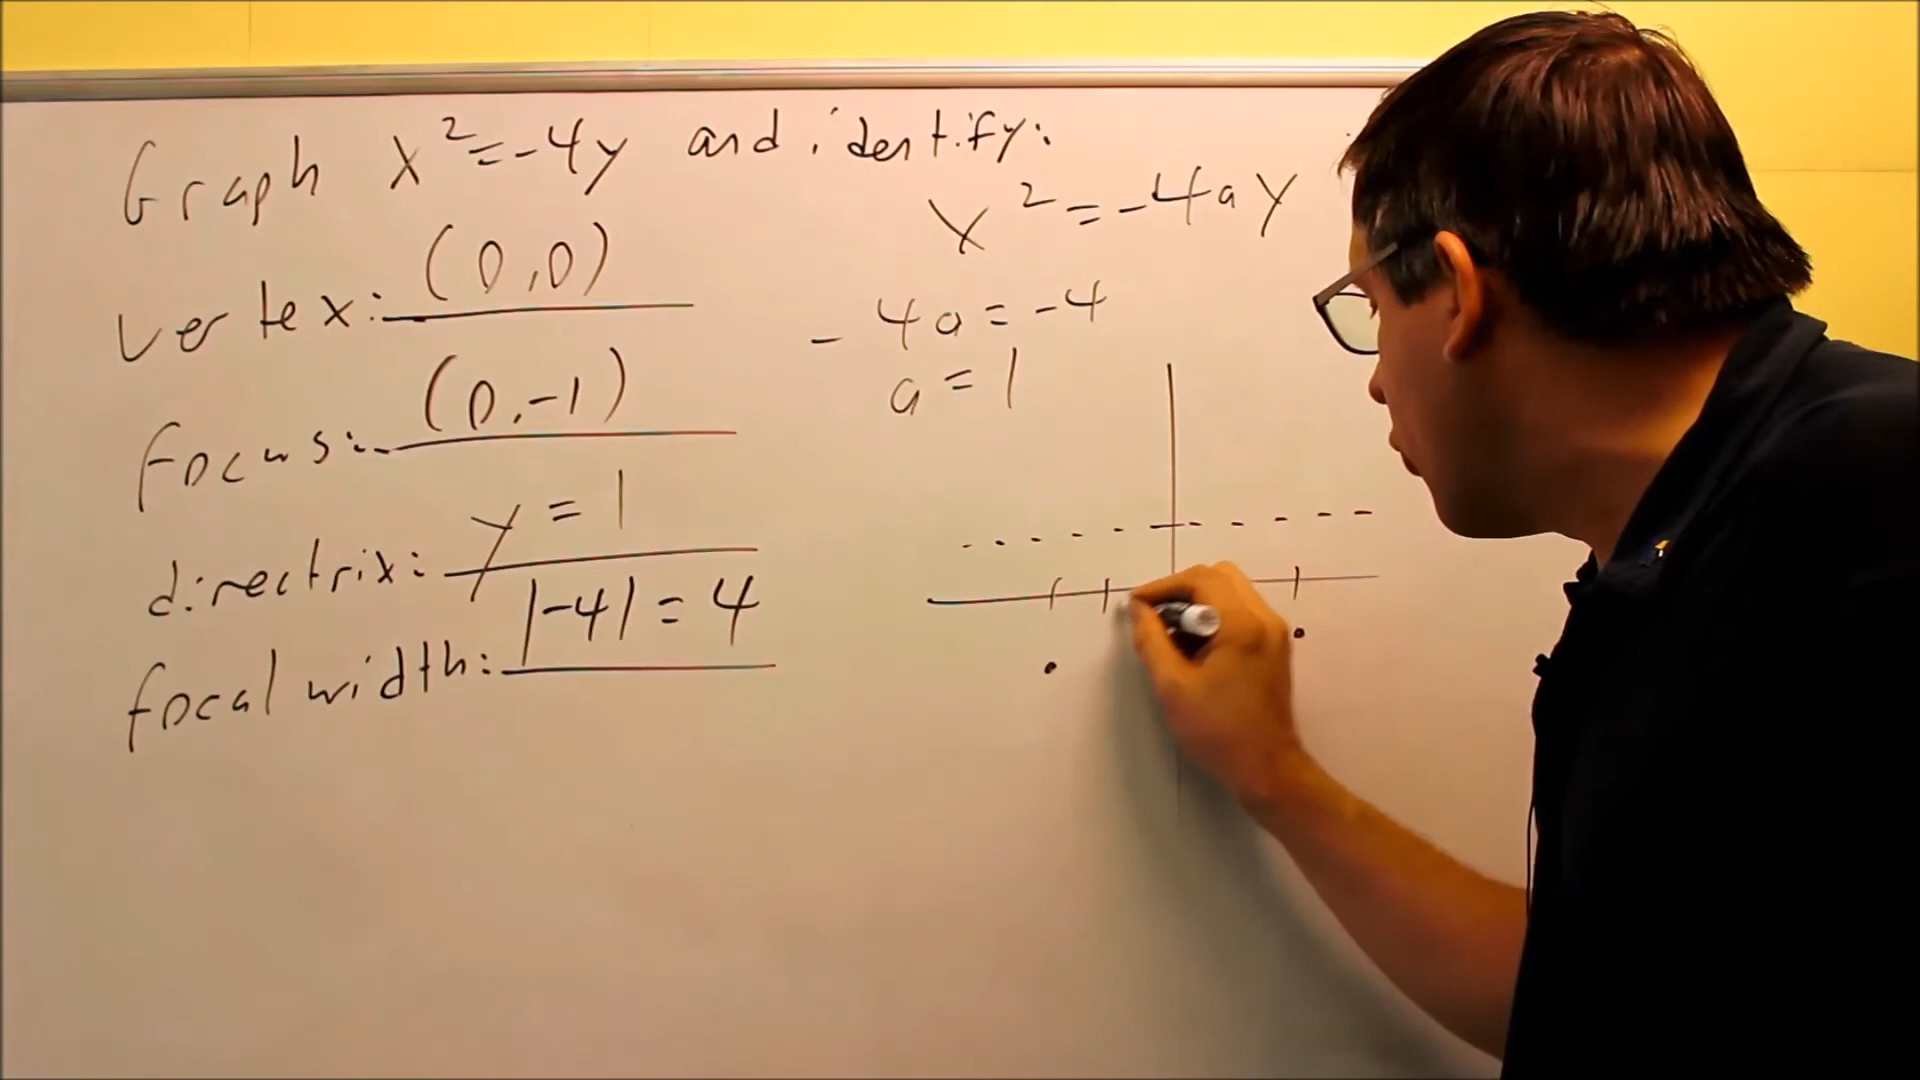 Graph x²=-4y and identify:
x²=-4ay
vertex: (0,0)
-4a=-4
a=1
focus: (0,-1)
directrix: y=1
focal width: |-4|=4